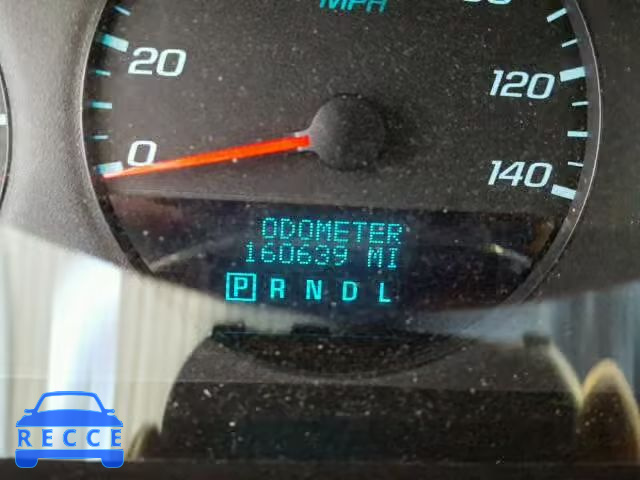 MPH
20
120
0
140
ODOMETER
160639 MI
P R N D L
RECCE